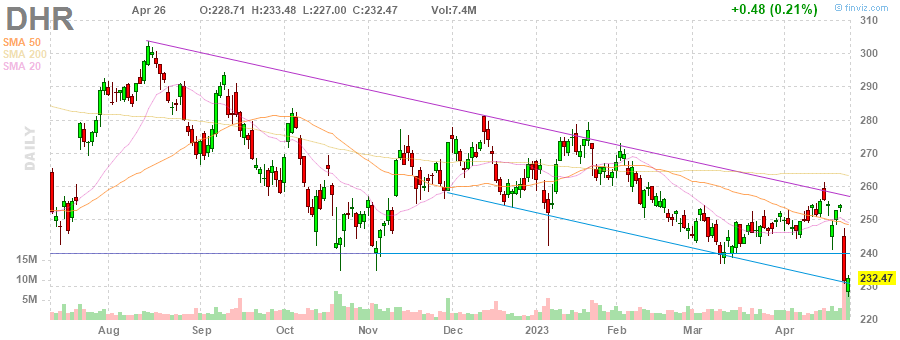 DHR Apr 26 O:228.71 H:233.48 L:227.00 C:232.47 Vol:7.4M +0.48 (0.21%) © finviz.com
SMA 50
SMA 200
SMA 20
DAILY
310
300
290
280
270
260
250
240
232.47
230
220
15M
10M
5M
Aug Sep Oct Nov Dec 2023 Feb Mar Apr